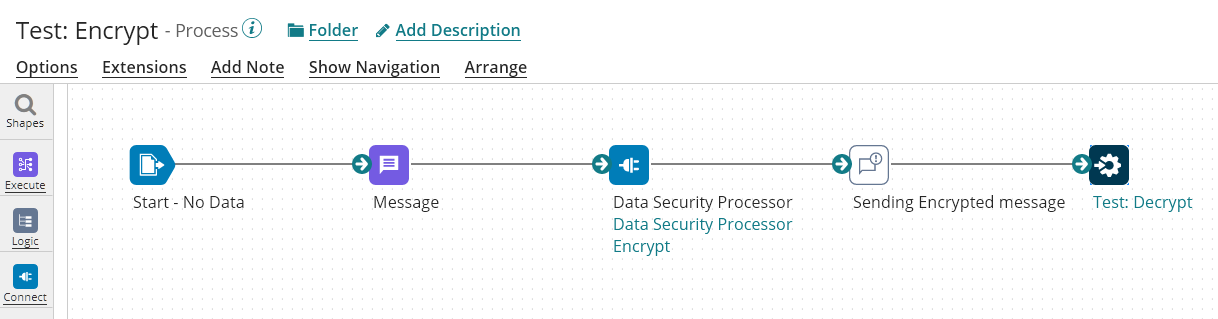 Test: Encrypt - Process i Folder Add Description
Options Extensions Add Note Show Navigation Arrange
Shapes
Execute
Logic
Connect
Start - No Data
Message
Data Security Processor
Data Security Processor
Encrypt
Sending Encrypted message
Test: Decrypt